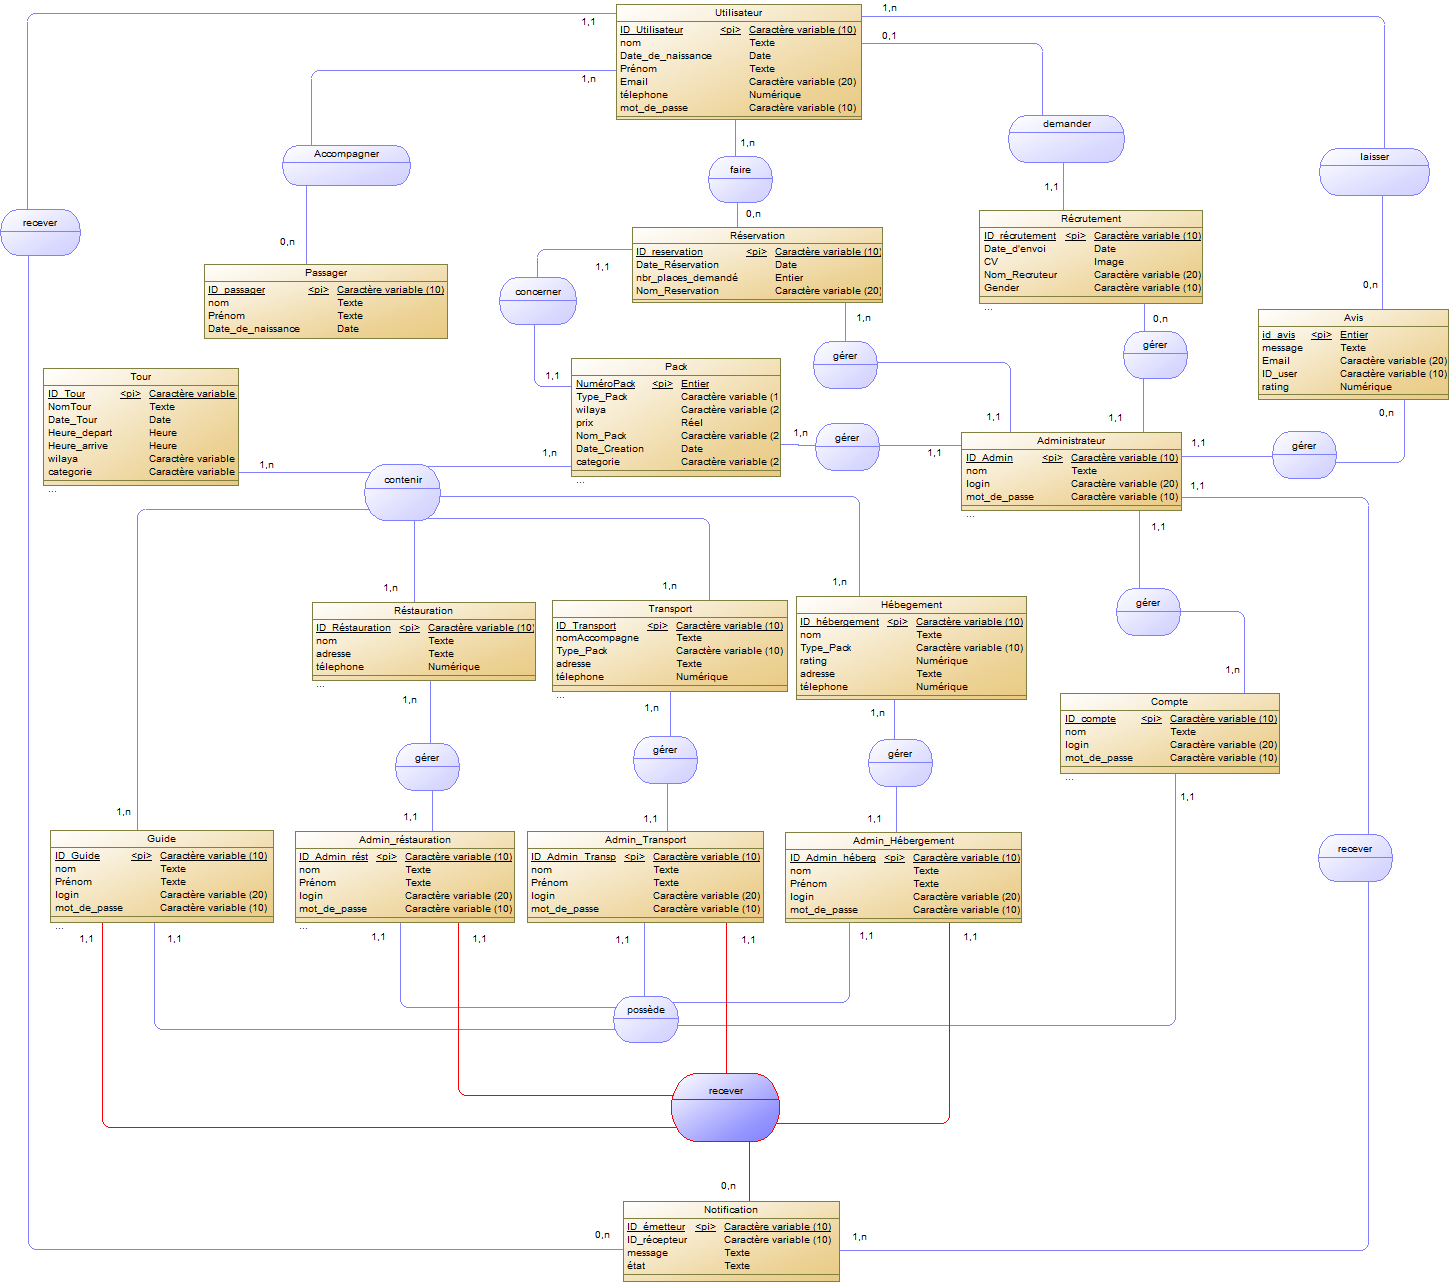 Utilisateur
ID_Utilisateur <pi> Caractère variable (10)
nom Texte
Date_de_naissance Date
Prénom Texte
Email Caractère variable (20)
télephone Numérique
mot_de_passe Caractère variable (10)
1,1
1,n
1,n
0,1
1,n
demander
Accompagner
laisser
faire
1,1
0,n
recever
0,n
0,n
Récrutement
ID_récrutement <pi> Caractère variable (10)
Date_d'envoi Date
CV Image
Nom_Recruteur Caractère variable (20)
Gender Caractère variable (10)
...
Réservation
ID_reservation <pi> Caractère variable (10)
Date_Réservation Date
nbr_places_demandé Entier
Nom_Reservation Caractère variable (20)
Passager
ID_passager <pi> Caractère variable (10)
nom Texte
Prénom Texte
Date_de_naissance Date
1,1
concerner
1,1
1,n
gérer
0,n
gérer
Avis
id_avis <pi> Entier
message Texte
Email Caractère variable (20)
ID_user Caractère variable (10)
rating Numérique
Tour
ID_Tour <pi> Caractère variable
NomTour Texte
Date_Tour Date
Heure_depart Heure
Heure_arrive Heure
wilaya Caractère variable
categorie Caractère variable
...
Pack
NuméroPack <pi> Entier
Type_Pack Caractère variable (1
wilaya Caractère variable (2
prix Réel
Nom_Pack Caractère variable (2
Date_Creation Date
categorie Caractère variable (2
...
1,1
1,1
0,n
1,n
gérer
1,1
Administrateur
ID_Admin <pi> Caractère variable (10)
nom Texte
login Caractère variable (20)
mot_de_passe Caractère variable (10)
...
1,1
gérer
1,1
1,n
1,n
contenir
1,1
gérer
1,n
1,n
1,n
1,n
Réstauration
ID_Réstauration <pi> Caractère variable (10)
nom Texte
adresse Texte
télephone Numérique
...
Transport
ID_Transport <pi> Caractère variable (10)
nomAccompagne Texte
Type_Pack Caractère variable (10)
adresse Texte
télephone Numérique
...
Hébegement
ID_hébergement <pi> Caractère variable (10)
nom Texte
Type_Pack Caractère variable (10)
rating Numérique
adresse Texte
télephone Numérique
Compte
ID_compte <pi> Caractère variable (10)
nom Texte
login Caractère variable (20)
mot_de_passe Caractère variable (10)
...
1,n
1,n
1,n
gérer
gérer
gérer
1,1
1,n
1,1
1,1
1,1
recever
Guide
ID_Guide <pi> Caractère variable (10)
nom Texte
Prénom Texte
login Caractère variable (20)
mot_de_passe Caractère variable (10)
...
Admin_réstauration
ID_Admin_rést <pi> Caractère variable (10)
nom Texte
Prénom Texte
login Caractère variable (20)
mot_de_passe Caractère variable (10)
...
Admin_Transport
ID_Admin_Transp <pi> Caractère variable (10)
nom Texte
Prénom Texte
login Caractère variable (20)
mot_de_passe Caractère variable (10)
Admin_Hébergement
ID_Admin_héberg <pi> Caractère variable (10)
nom Texte
Prénom Texte
login Caractère variable (20)
mot_de_passe Caractère variable (10)
1,1
1,1
1,1
1,1
1,1
1,1
1,1
1,1
possède
recever
0,n
Notification
ID_émetteur <pi> Caractère variable (10)
ID_récepteur Caractère variable (10)
message Texte
état Texte
0,n
1,n